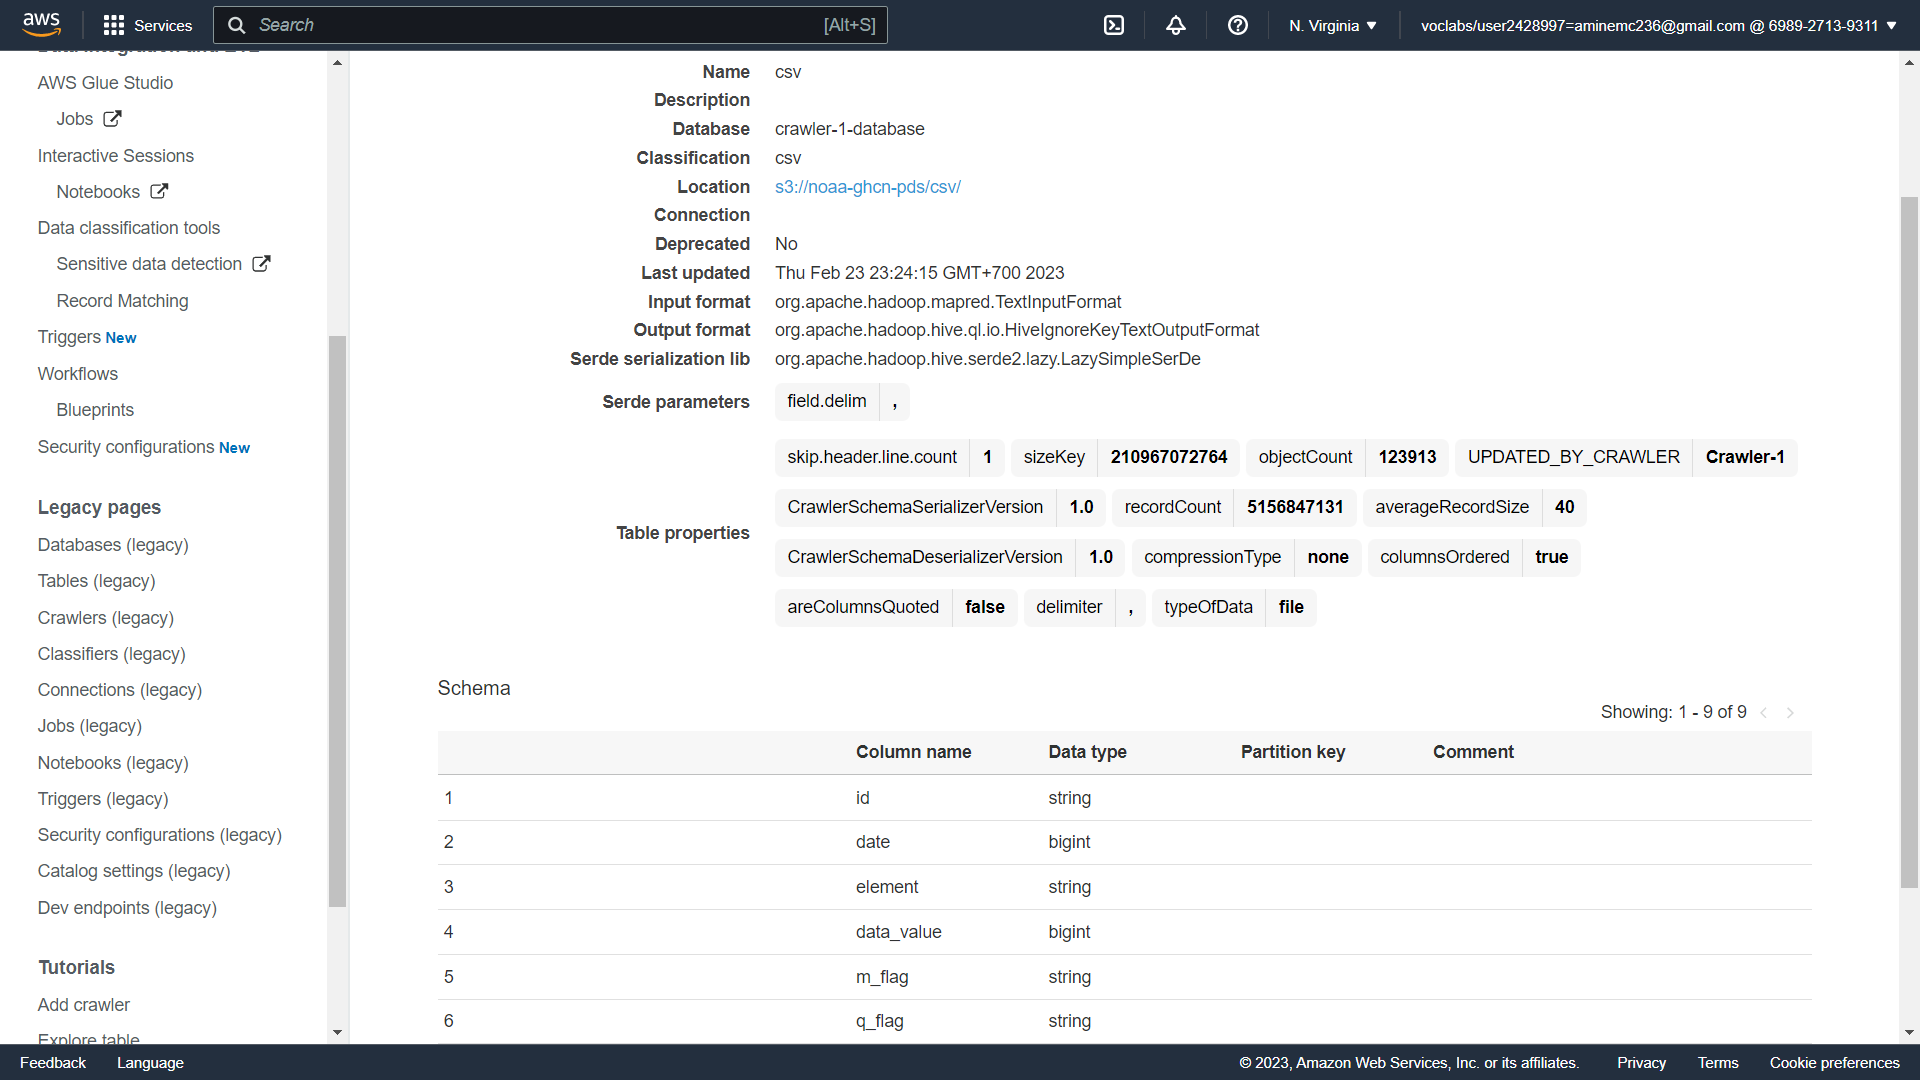 aws
Services
Search
[Alt+S]
N. Virginia
voclabs/user2428997=aminemc236@gmail.com @ 6989-2713-9311
AWS Glue Studio
Jobs
Interactive Sessions
Notebooks
Data classification tools
Sensitive data detection
Record Matching
Triggers New
Workflows
Blueprints
Security configurations New
Legacy pages
Databases (legacy)
Tables (legacy)
Crawlers (legacy)
Classifiers (legacy)
Connections (legacy)
Jobs (legacy)
Notebooks (legacy)
Triggers (legacy)
Security configurations (legacy)
Catalog settings (legacy)
Dev endpoints (legacy)
Tutorials
Add crawler
Explore table
Name csv
Description
Database crawler-1-database
Classification csv
Location s3://noaa-ghcn-pds/csv/
Connection
Deprecated No
Last updated Thu Feb 23 23:24:15 GMT+700 2023
Input format org.apache.hadoop.mapred.TextInputFormat
Output format org.apache.hadoop.hive.ql.io.HiveIgnoreKeyTextOutputFormat
Serde serialization lib org.apache.hadoop.hive.serde2.lazy.LazySimpleSerDe
Serde parameters field.delim ,
skip.header.line.count 1 sizeKey 210967072764 objectCount 123913 UPDATED_BY_CRAWLER Crawler-1
CrawlerSchemaSerializerVersion 1.0 recordCount 5156847131 averageRecordSize 40
Table properties
CrawlerSchemaDeserializerVersion 1.0 compressionType none columnsOrdered true
areColumnsQuoted false delimiter , typeOfData file
Schema
Showing: 1 - 9 of 9
Column name Data type Partition key Comment
1 id string
2 date bigint
3 element string
4 data_value bigint
5 m_flag string
6 q_flag string
Feedback Language
© 2023, Amazon Web Services, Inc. or its affiliates. Privacy Terms Cookie preferences